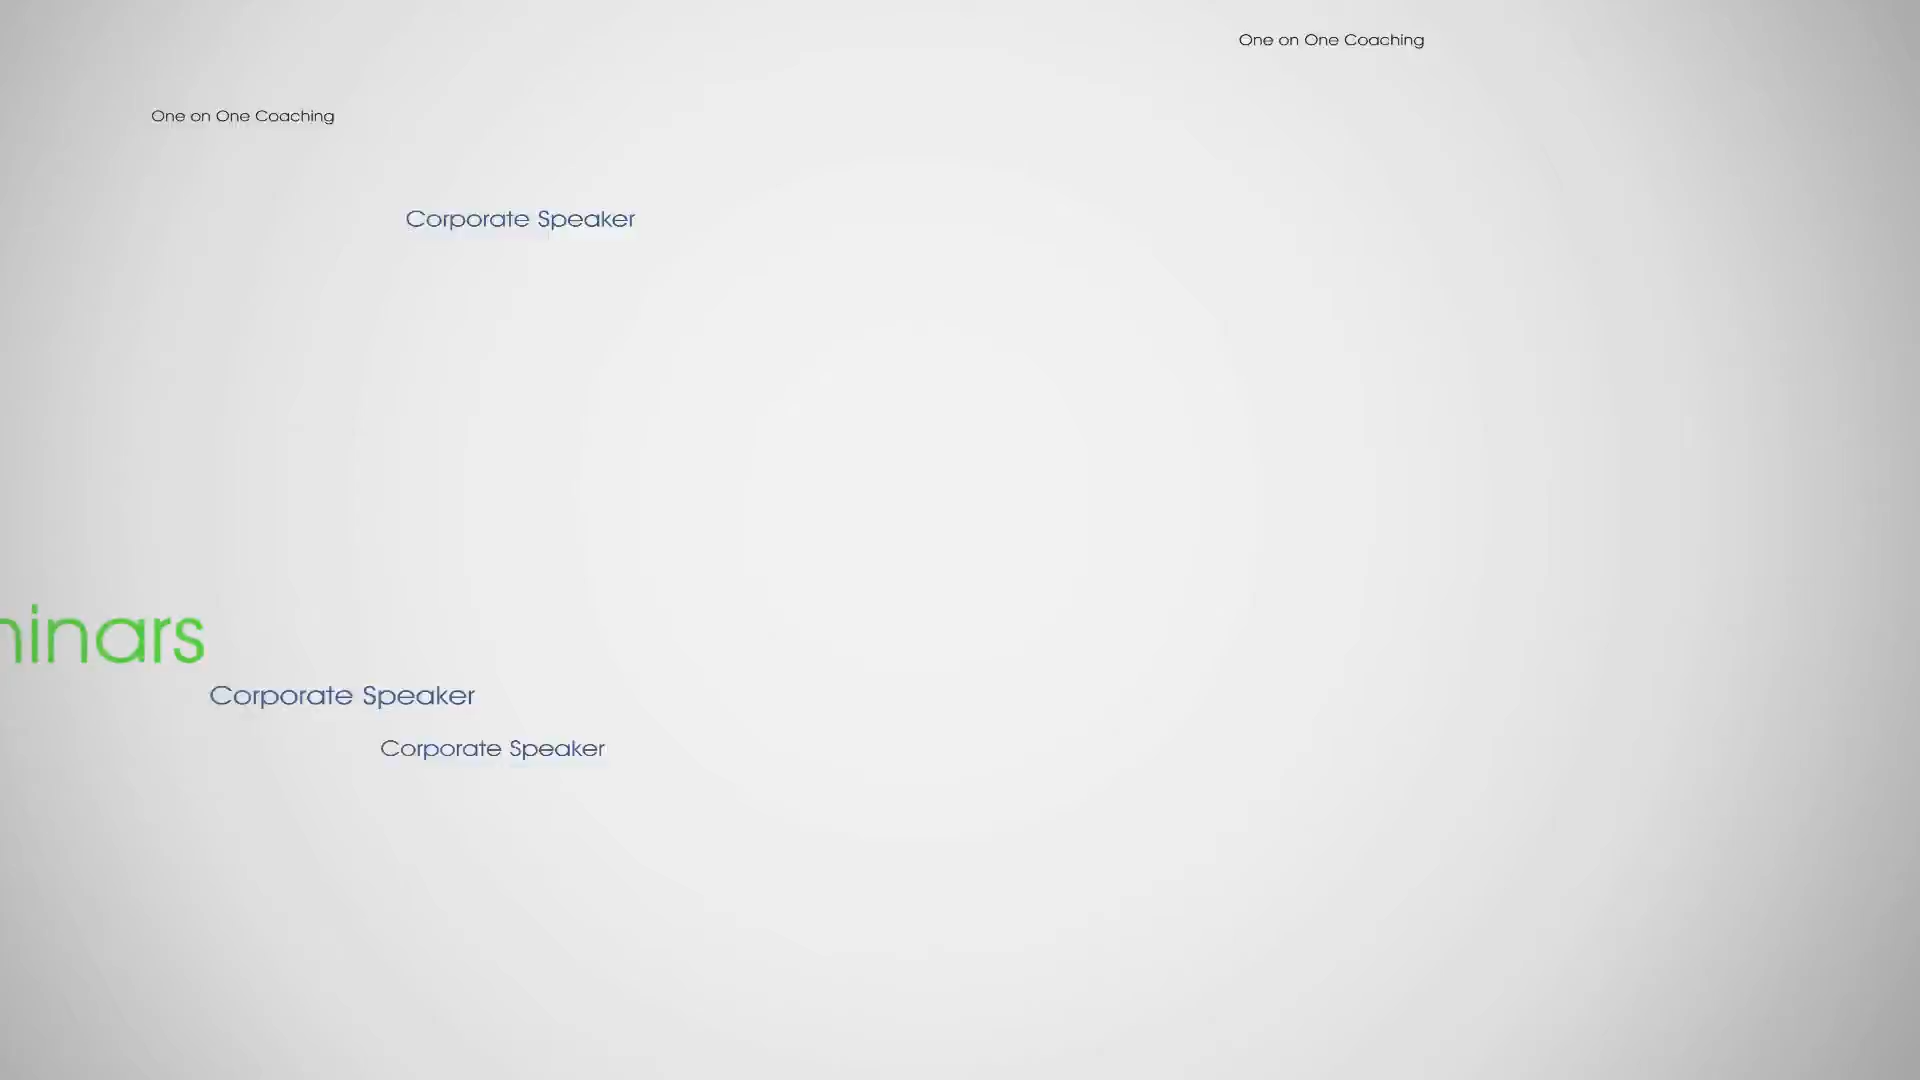 One on One Coaching
One on One Coaching
Corporate Speaker
minars
Corporate Speaker
Corporate Speaker